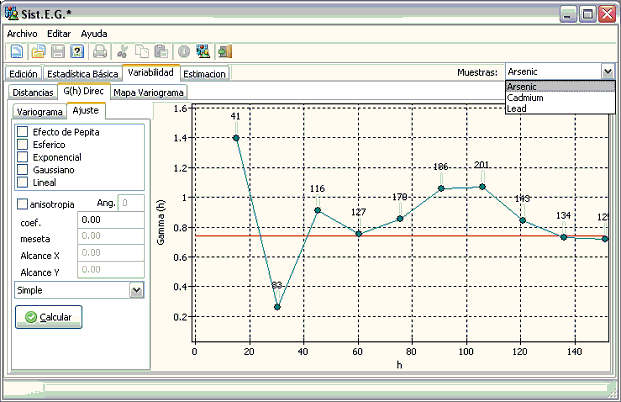 Sist.E.G.*
Archivo Editar Ayuda
Edición Estadística Básica Variabilidad Estimacion Muestras: Arsenic
Arsenic
Cadmium
Lead
Distancias G(h) Direc Mapa Variograma
Variograma Ajuste
Efecto de Pepita
Esferico
Exponencial
Gaussiano
Lineal
anisotropia Ang. 0
coef. 0.00
meseta 0.00
Alcance X 0.00
Alcance Y 0.00
Simple
Calcular
Gamma (h)
1.6
1.4
1.2
1
0.8
0.6
0.4
0.2
41 83 116 127 170 186 201 143 134 125
0 20 40 60 80 100 120 140
h